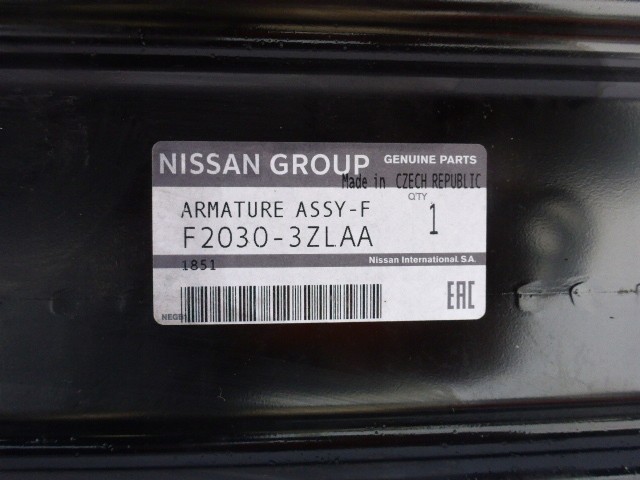 NISSAN GROUP GENUINE PARTS
Made in CZECH REPUBLIC
ARMATURE ASSY-F
QTY
F2030-3ZLAA 1
1851 Nissan International. S.A.
EAC